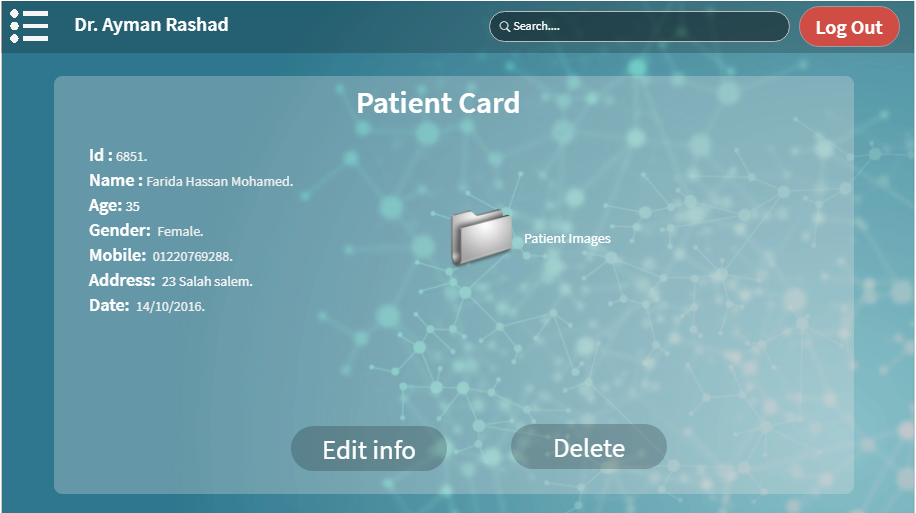 Dr. Ayman Rashad
Search....
Log Out
Patient Card
Id : 6851.
Name : Farida Hassan Mohamed.
Age: 35
Gender: Female.
Mobile: 01220769288.
Address: 23 Salah salem.
Date: 14/10/2016.
Patient Images
Edit info
Delete